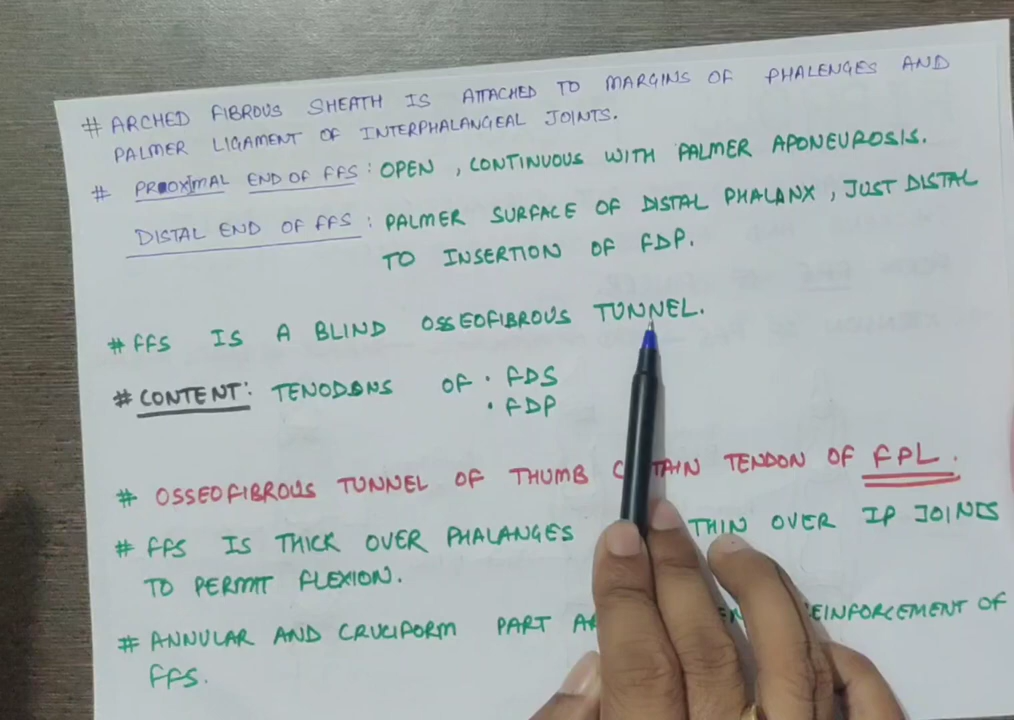 # ARCHED FIBROUS SHEATH IS ATTACHED TO MARGINS OF PHALENGES AND
PALMER LIGAMENT OF INTERPHALANGEAL JOINTS.
# PROXIMAL END OF FFS : OPEN , CONTINUOUS WITH PALMER APONEUROSIS.
DISTAL END OF FFS : PALMER SURFACE OF DISTAL PHALANX , JUST DISTAL
TO INSERTION OF FDP.
# FFS IS A BLIND OSSEOFIBROUS TUNNEL.
# CONTENT: TENODONS OF · FDS
· FDP
# OSSEOFIBROUS TUNNEL OF THUMB TENDON OF FPL.
# FFS IS THICK OVER PHALANGES THIN OVER IP JOINTS
TO PERMIT FLEXION.
# ANNULAR AND CRUCIFORM PART OF
FFS.